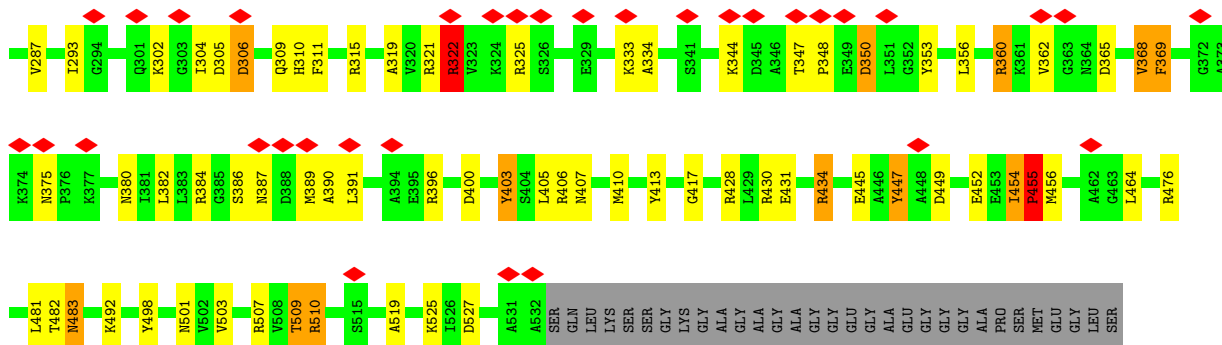 V287 I293 G294 Q301 K302 G303 I304 D305 D306 Q309 H310 F311 R315 A319 V320 R321 R322 V323 K324 R325 S326 E329 K333 A334 S341 K344 D345 A346 T347 P348 E349 D350 L351 G352 Y353 L356 R360 K361 V362 G363 N364 D365 V368 F369 G372 A373
K374 N375 P376 K377 N380 I381 L382 L383 R384 G385 S386 N387 D388 M389 A390 L391 A394 E395 R396 D400 Y403 S404 L405 R406 N407 M410 Y413 G417 R428 L429 R430 E431 R434 E445 A446 Y447 A448 D449 E452 E453 I454 P455 M456 A462 G463 L464 R476
L481 T482 N483 K492 Y498 N501 V502 V503 R507 V508 T509 R510 S515 A519 K525 I526 D527 A531 A532 SER GLN LEU LYS SER SER GLY LYS GLY ALA GLY ALA GLY ALA GLY GLY GLU GLY ALA GLU GLY GLY GLY ALA PRO SER MET GLU GLY LEU SER